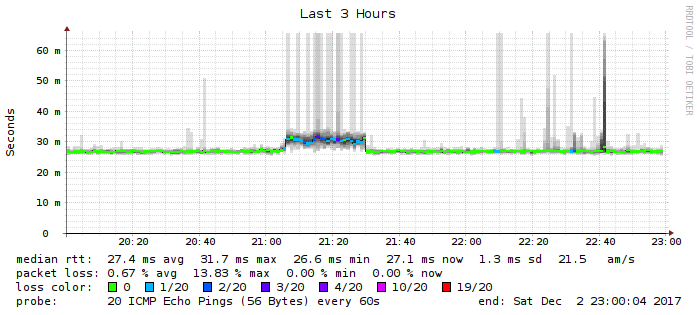 Last 3 Hours
RRDTOOL / TOBI OETIKER
Seconds
60 m
50 m
40 m
30 m
20 m
10 m
0
20:20 20:40 21:00 21:20 21:40 22:00 22:20 22:40 23:00
median rtt: 27.4 ms avg 31.7 ms max 26.6 ms min 27.1 ms now 1.3 ms sd 21.5 am/s
packet loss: 0.67 % avg 13.83 % max 0.00 % min 0.00 % now
loss color: 0 1/20 2/20 3/20 4/20 10/20 19/20
probe: 20 ICMP Echo Pings (56 Bytes) every 60s end: Sat Dec 2 23:00:04 2017